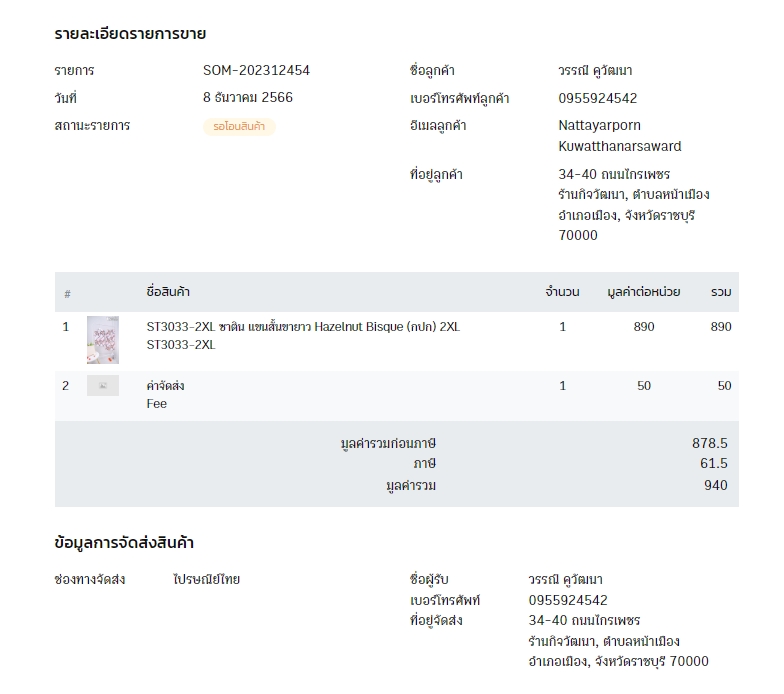 รายละเอียดรายการขาย
รายการ SOM-202312454
วันที่ 8 ธันวาคม 2566
สถานะรายการ รอโอนสินค้า
ชื่อลูกค้า วรรณี คูวัฒนา
เบอร์โทรศัพท์ลูกค้า 0955924542
อีเมลลูกค้า Nattayarporn
Kuwatthanarsaward
ที่อยู่ลูกค้า 34-40 ถนนไกรเพชร
ร้านกิจวัฒนา, ตำบลหน้าเมือง
อำเภอเมือง, จังหวัดราชบุรี
70000
# ชื่อสินค้า จำนวน มูลค่าต่อหน่วย รวม
1 ST3033-2XL ซาติน แขนสั้นขายาว Hazelnut Bisque (กปก) 2XL 1 890 890
ST3033-2XL
2 ค่าจัดส่ง 1 50 50
Fee
มูลค่ารวมก่อนภาษี 878.5
ภาษี 61.5
มูลค่ารวม 940
ข้อมูลการจัดส่งสินค้า
ช่องทางจัดส่ง ไปรษณีย์ไทย
ชื่อผู้รับ วรรณี คูวัฒนา
เบอร์โทรศัพท์ 0955924542
ที่อยู่จัดส่ง 34-40 ถนนไกรเพชร
ร้านกิจวัฒนา, ตำบลหน้าเมือง
อำเภอเมือง, จังหวัดราชบุรี 70000